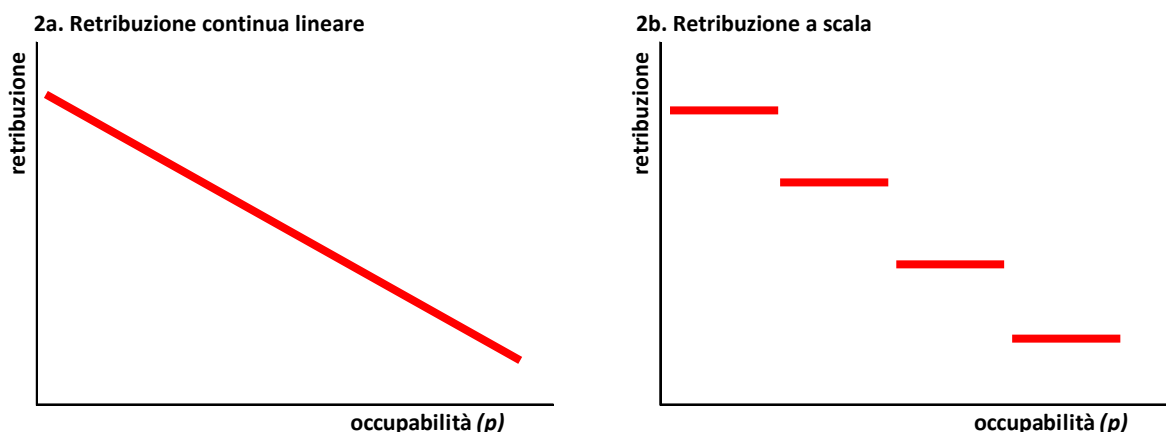 2a. Retribuzione continua lineare
retribuzione
occupabilità (p)
2b. Retribuzione a scala
retribuzione
occupabilità (p)